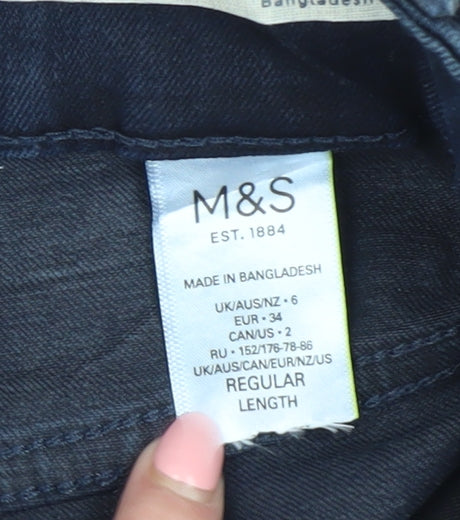 Bangladesh
M&S
EST. 1884
MADE IN BANGLADESH
UK/AUS/NZ • 6
EUR • 34
CAN/US • 2
RU • 152/176-78-86
UK/AUS/CAN/EUR/NZ/US
REGULAR
LENGTH